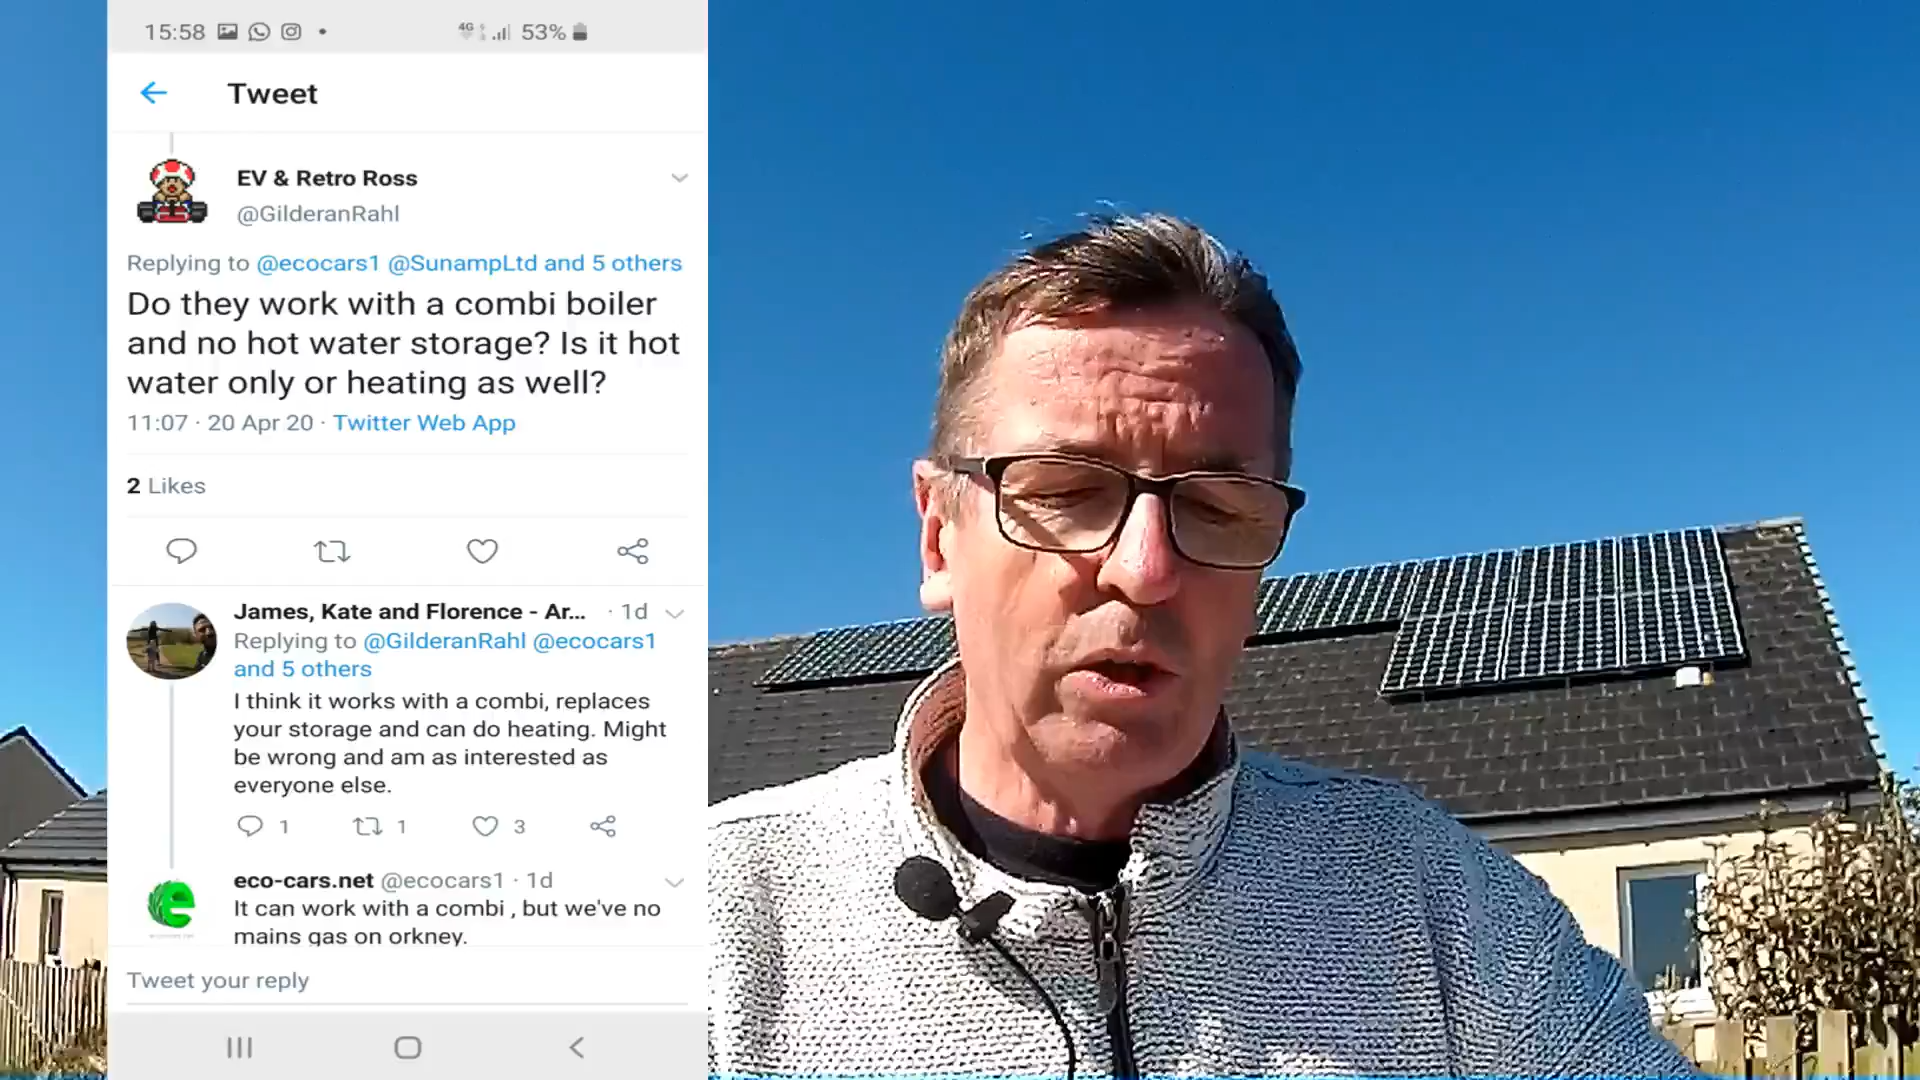 15:58 4G 53%
Tweet
EV & Retro Ross
@GilderanRahl
Replying to @ecocars1 @SunampLtd and 5 others
Do they work with a combi boiler
and no hot water storage? Is it hot
water only or heating as well?
11:07 · 20 Apr 20 · Twitter Web App
2 Likes
James, Kate and Florence - Ar... · 1d
Replying to @GilderanRahl @ecocars1
and 5 others
I think it works with a combi, replaces
your storage and can do heating. Might
be wrong and am as interested as
everyone else.
1 1 3
eco-cars.net @ecocars1 · 1d
It can work with a combi , but we've no
mains gas on orkney.
Tweet your reply